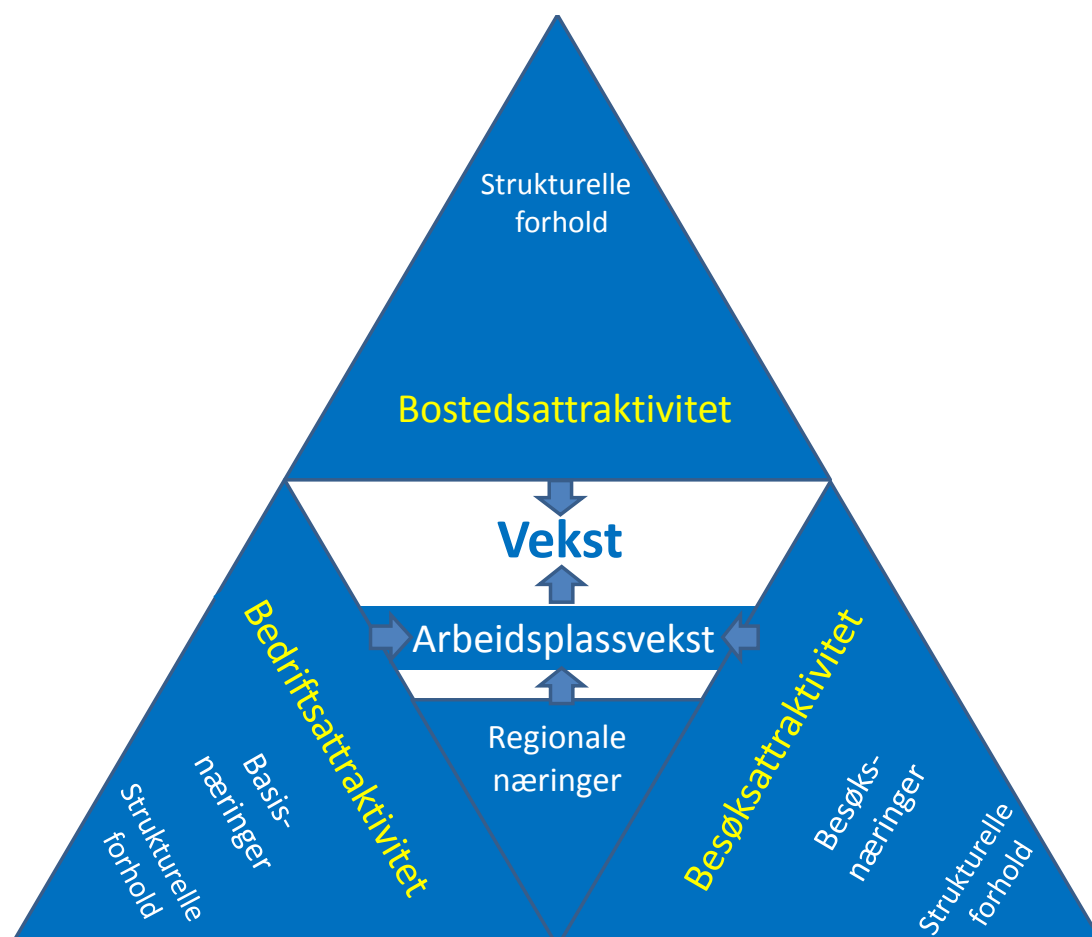 Strukturelle
forhold
Bostedsattraktivitet
Vekst
Arbeidsplassvekst
Regionale
næringer
Bedriftsattraktivitet
Basis-
næringer
Strukturelle
forhold
Besøksattraktivitet
Besøks-
næringer
Strukturelle
forhold